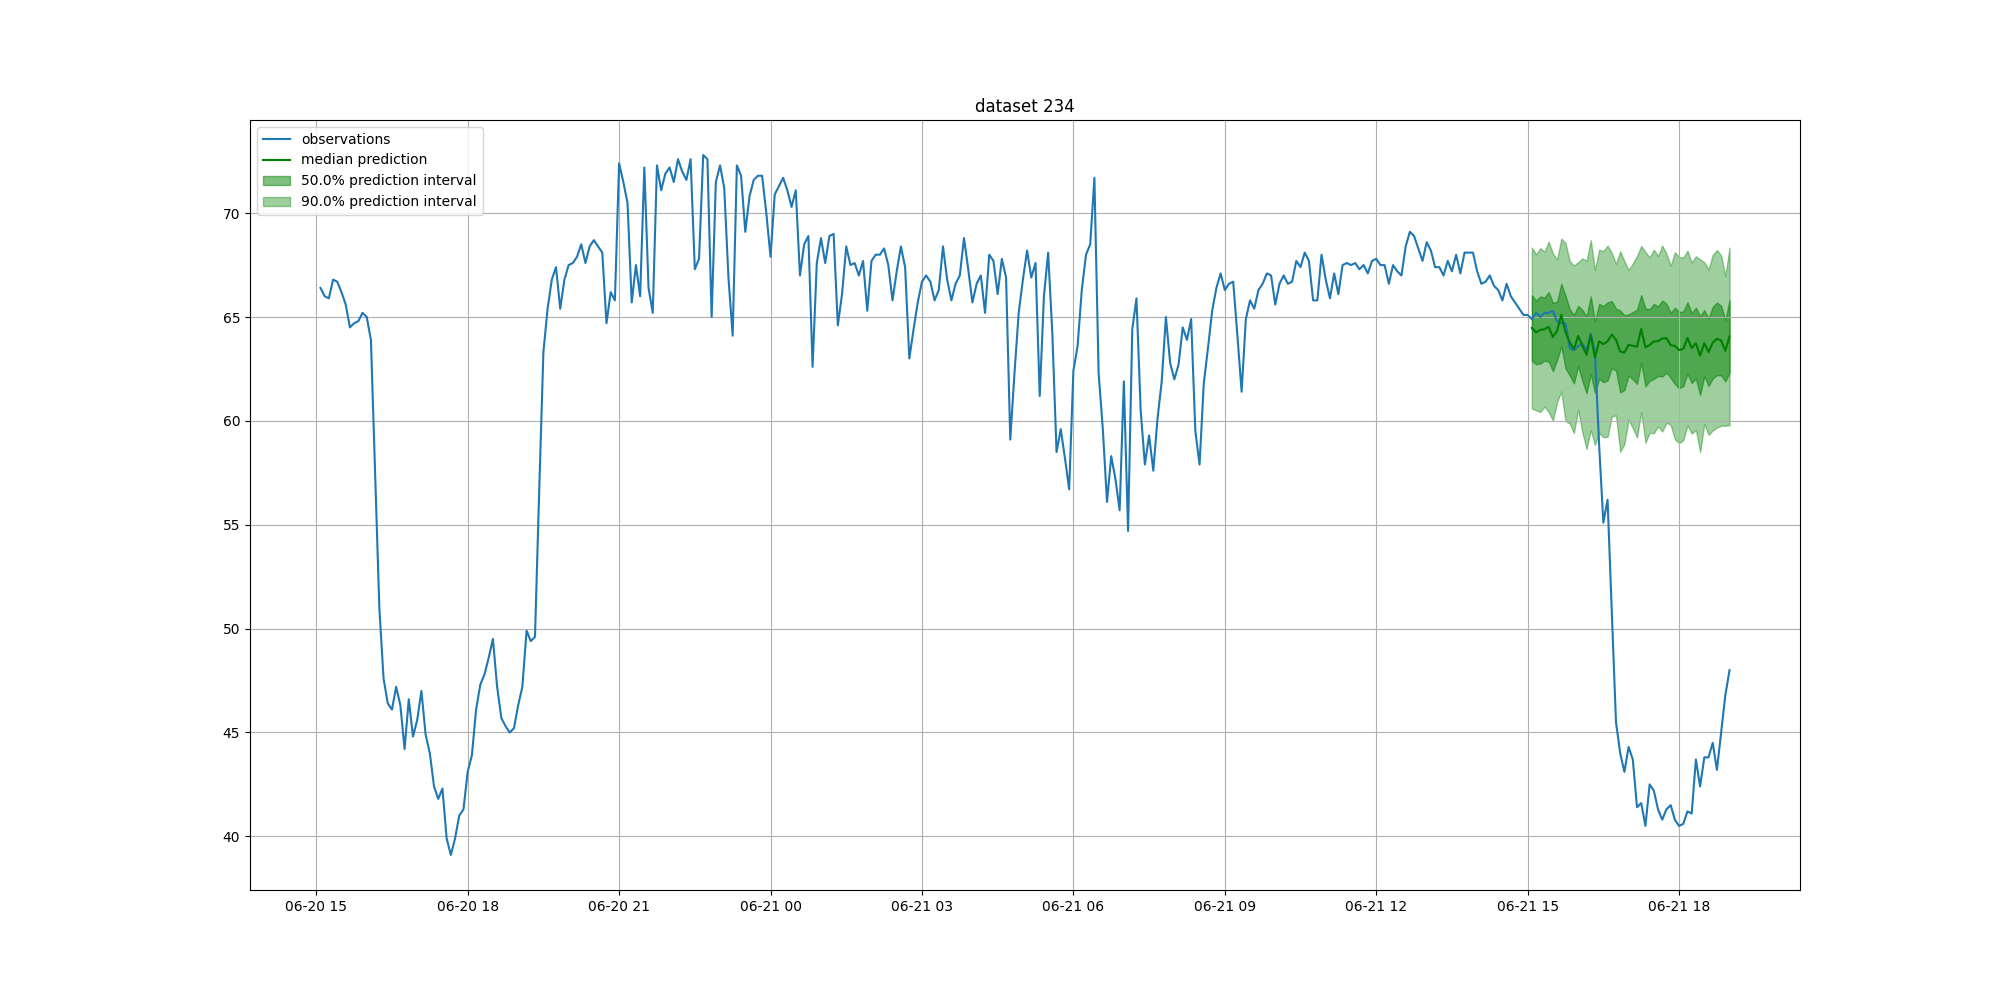 dataset 234
observations
median prediction
50.0% prediction interval
90.0% prediction interval
70
65
60
55
50
45
40
06-20 15 06-20 18 06-20 21 06-21 00 06-21 03 06-21 06 06-21 09 06-21 12 06-21 15 06-21 18